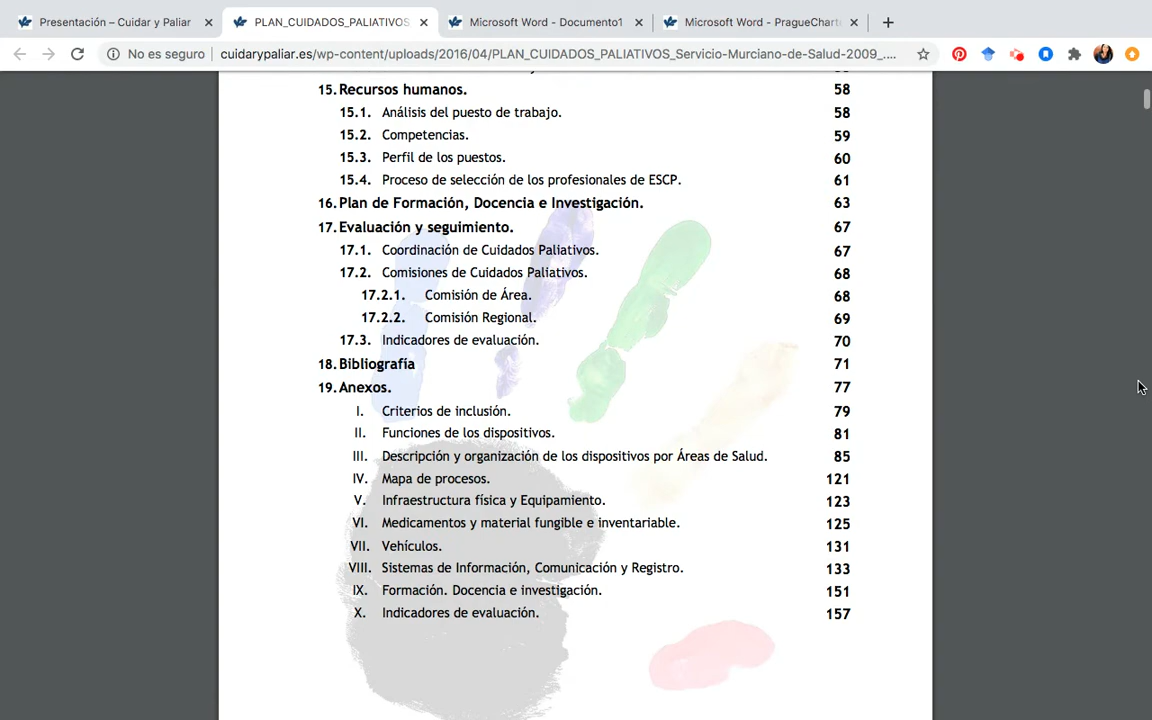 Presentación – Cuidar y Paliar
PLAN_CUIDADOS_PALIATIVOS
Microsoft Word - Documento1
Microsoft Word - PragueChart
No es seguro
cuidarypaliar.es/wp-content/uploads/2016/04/PLAN_CUIDADOS_PALIATIVOS_Servicio-Murciano-de-Salud-2009_....
15. Recursos humanos. 58
15.1. Análisis del puesto de trabajo. 58
15.2. Competencias. 59
15.3. Perfil de los puestos. 60
15.4. Proceso de selección de los profesionales de ESCP. 61
16. Plan de Formación, Docencia e Investigación. 63
17. Evaluación y seguimiento. 67
17.1. Coordinación de Cuidados Paliativos. 67
17.2. Comisiones de Cuidados Paliativos. 68
17.2.1. Comisión de Área. 68
17.2.2. Comisión Regional. 69
17.3. Indicadores de evaluación. 70
18. Bibliografía 71
19. Anexos. 77
I. Criterios de inclusión. 79
II. Funciones de los dispositivos. 81
III. Descripción y organización de los dispositivos por Áreas de Salud. 85
IV. Mapa de procesos. 121
V. Infraestructura física y Equipamiento. 123
VI. Medicamentos y material fungible e inventariable. 125
VII. Vehículos. 131
VIII. Sistemas de Información, Comunicación y Registro. 133
IX. Formación. Docencia e investigación. 151
X. Indicadores de evaluación. 157